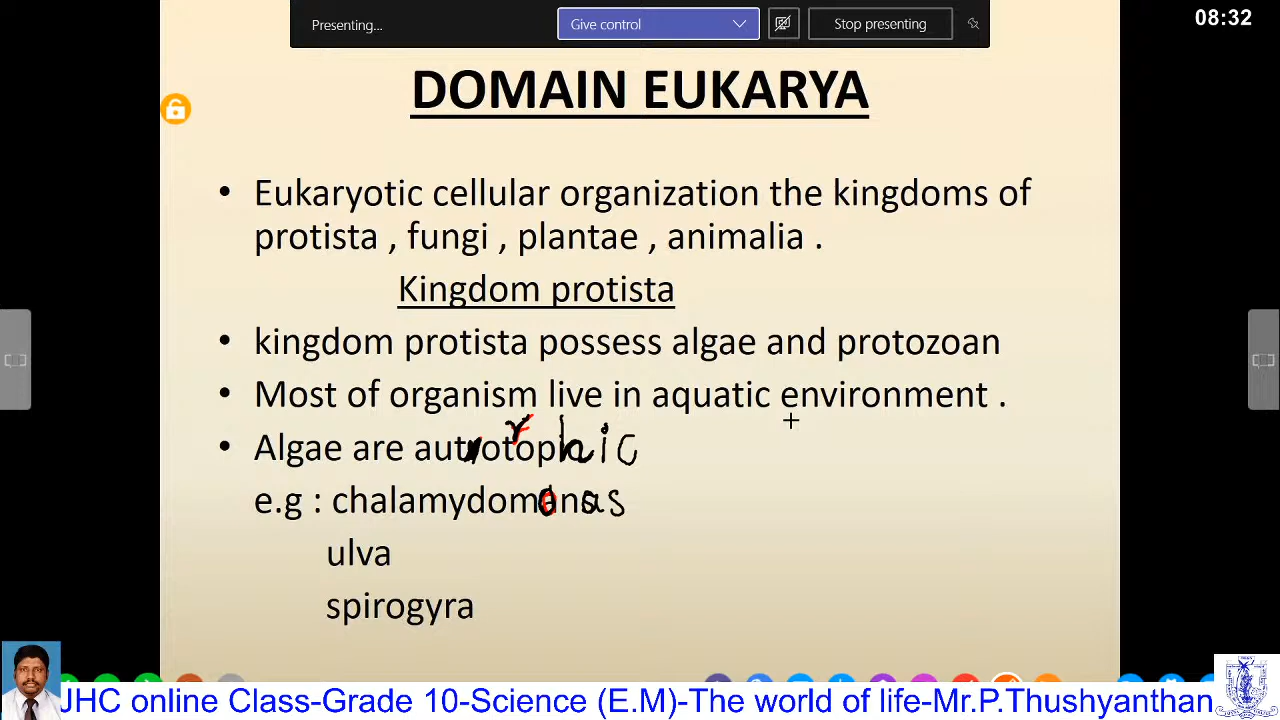 08:32
Presenting...
Give control
Stop presenting
DOMAIN EUKARYA
• Eukaryotic cellular organization the kingdoms of
protista , fungi , plantae , animalia .
Kingdom protista
• kingdom protista possess algae and protozoan
• Most of organism live in aquatic environment .
• Algae are autotrophic
e.g : chalamydomonas
ulva
spirogyra
JHC online Class-Grade 10-Science (E.M)-The world of life-Mr.P.Thushyanthan